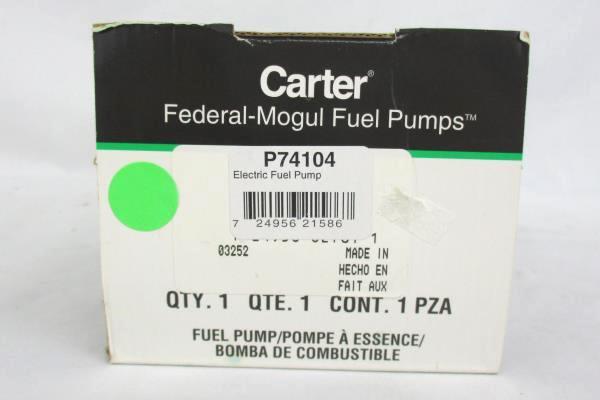 Carter®
Federal-Mogul Fuel Pumps™
P74104
Electric Fuel Pump
7 24956 21586
03252
MADE IN
HECHO EN
FAIT AUX
QTY. 1 QTE. 1 CONT. 1 PZA
FUEL PUMP/POMPE À ESSENCE/
BOMBA DE COMBUSTIBLE